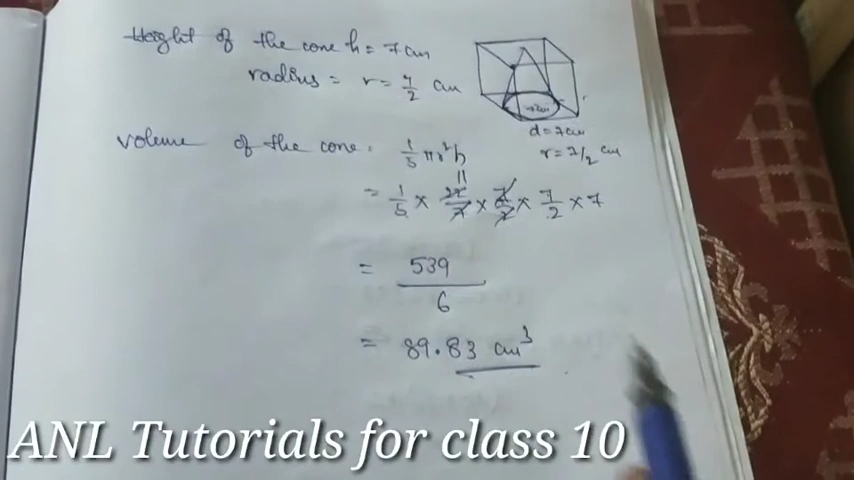 Height of the cone h = 7 cm
radius = r = 7/2 cm
d = 7 cm
r = 7/2 cm
Volume of the cone = 1/3 πr²h
11
= 1/3 × 22/7 × 7/2 × 7/2 × 7
= 539/6
= 89.83 cm³
ANL Tutorials for class 10